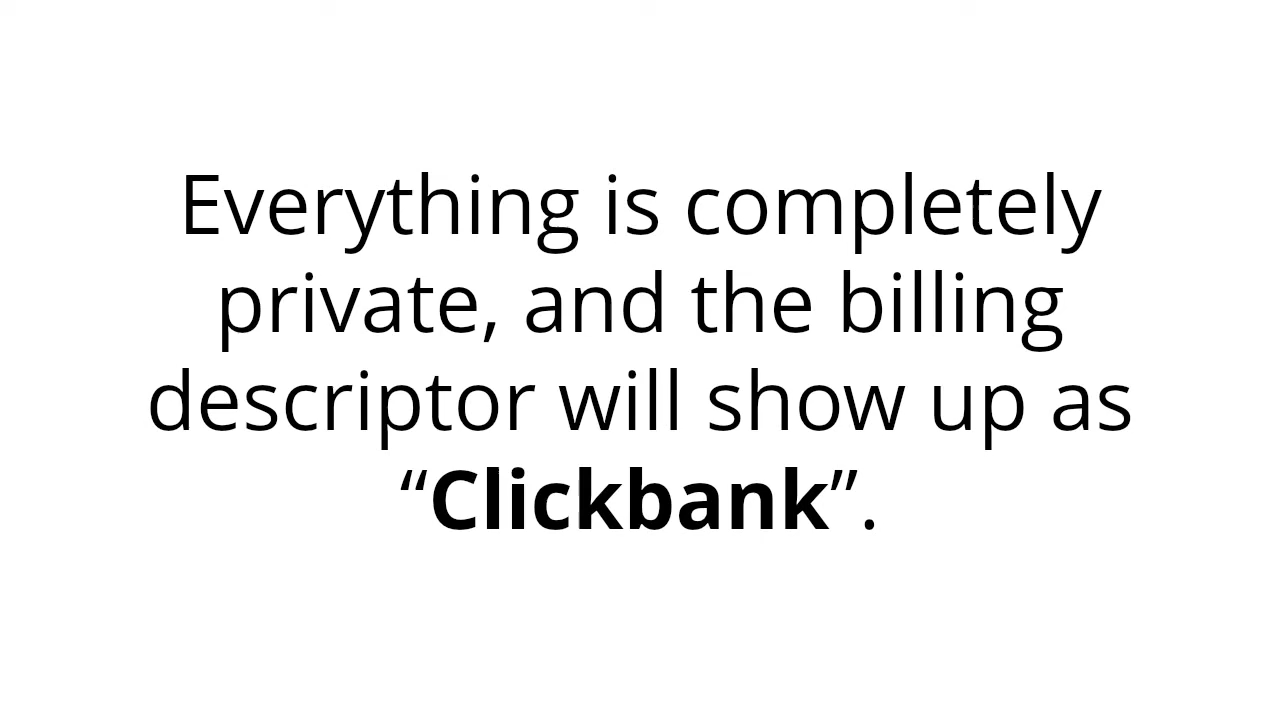 Everything is completely
private, and the billing
descriptor will show up as
“Clickbank”.